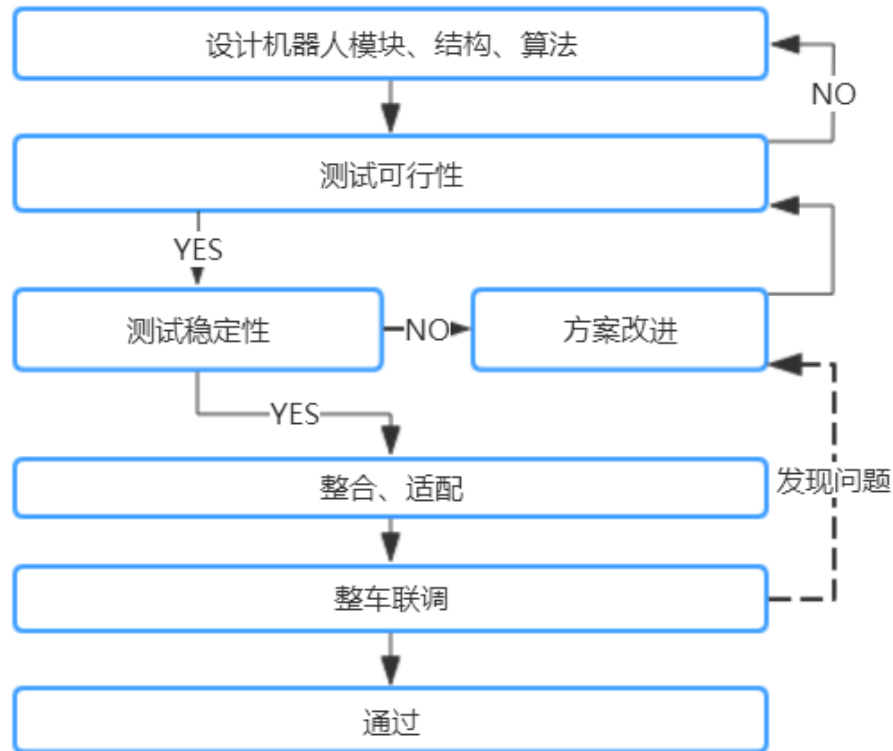 设计机器人模块、结构、算法
NO
测试可行性
YES
测试稳定性
NO
方案改进
YES
整合、适配
发现问题
整车联调
通过